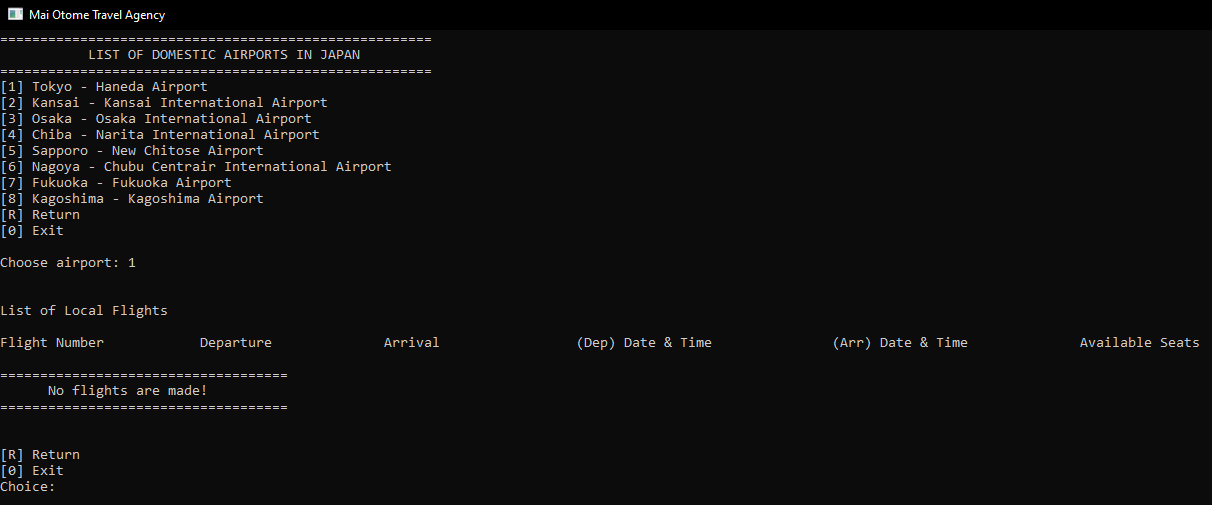 Mai Otome Travel Agency
======================================================
LIST OF DOMESTIC AIRPORTS IN JAPAN
======================================================
[1] Tokyo - Haneda Airport
[2] Kansai - Kansai International Airport
[3] Osaka - Osaka International Airport
[4] Chiba - Narita International Airport
[5] Sapporo - New Chitose Airport
[6] Nagoya - Chubu Centrair International Airport
[7] Fukuoka - Fukuoka Airport
[8] Kagoshima - Kagoshima Airport
[R] Return
[0] Exit
Choose airport: 1
List of Local Flights
Flight Number Departure Arrival (Dep) Date & Time (Arr) Date & Time Available Seats
====================================
No flights are made!
====================================
[R] Return
[0] Exit
Choice: